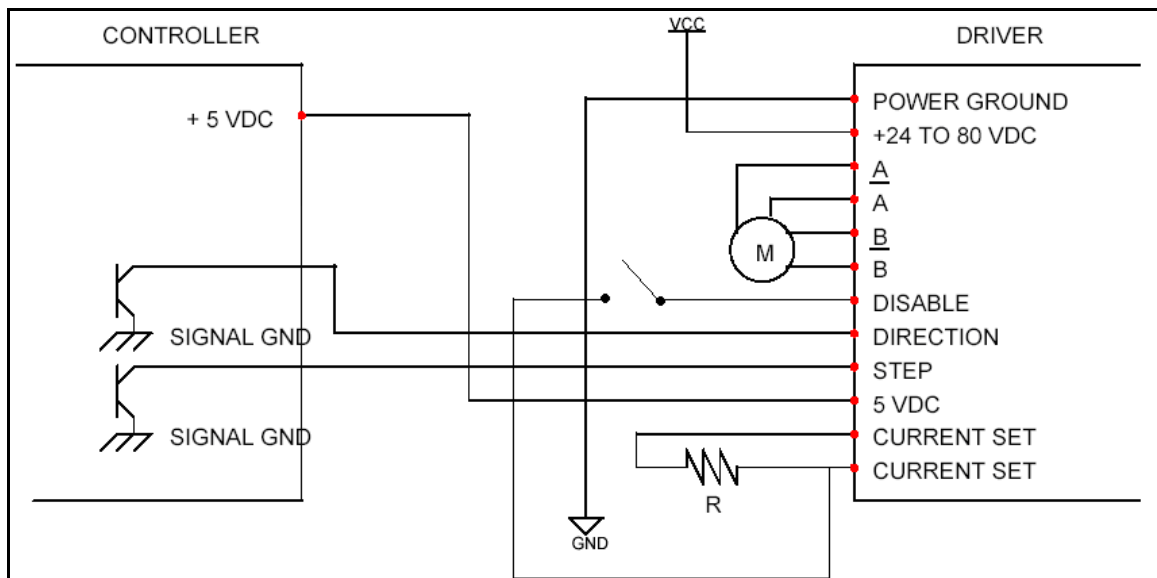 CONTROLLER
VCC
DRIVER
+ 5 VDC
POWER GROUND
+24 TO 80 VDC
A
A
B
B
M
DISABLE
SIGNAL GND
DIRECTION
STEP
5 VDC
SIGNAL GND
CURRENT SET
CURRENT SET
R
GND